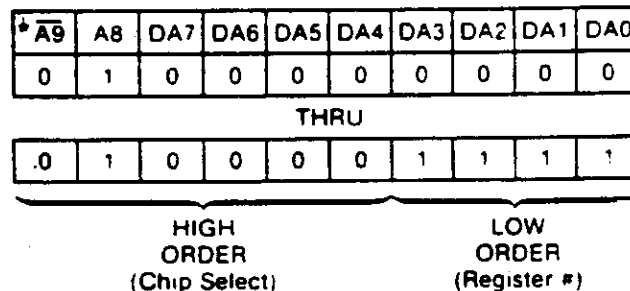 * A9 A8 DA7 DA6 DA5 DA4 DA3 DA2 DA1 DA0
0 1 0 0 0 0 0 0 0 0
THRU
.0 1 0 0 0 0 1 1 1 1
HIGH LOW
ORDER ORDER
(Chip Select) (Register #)